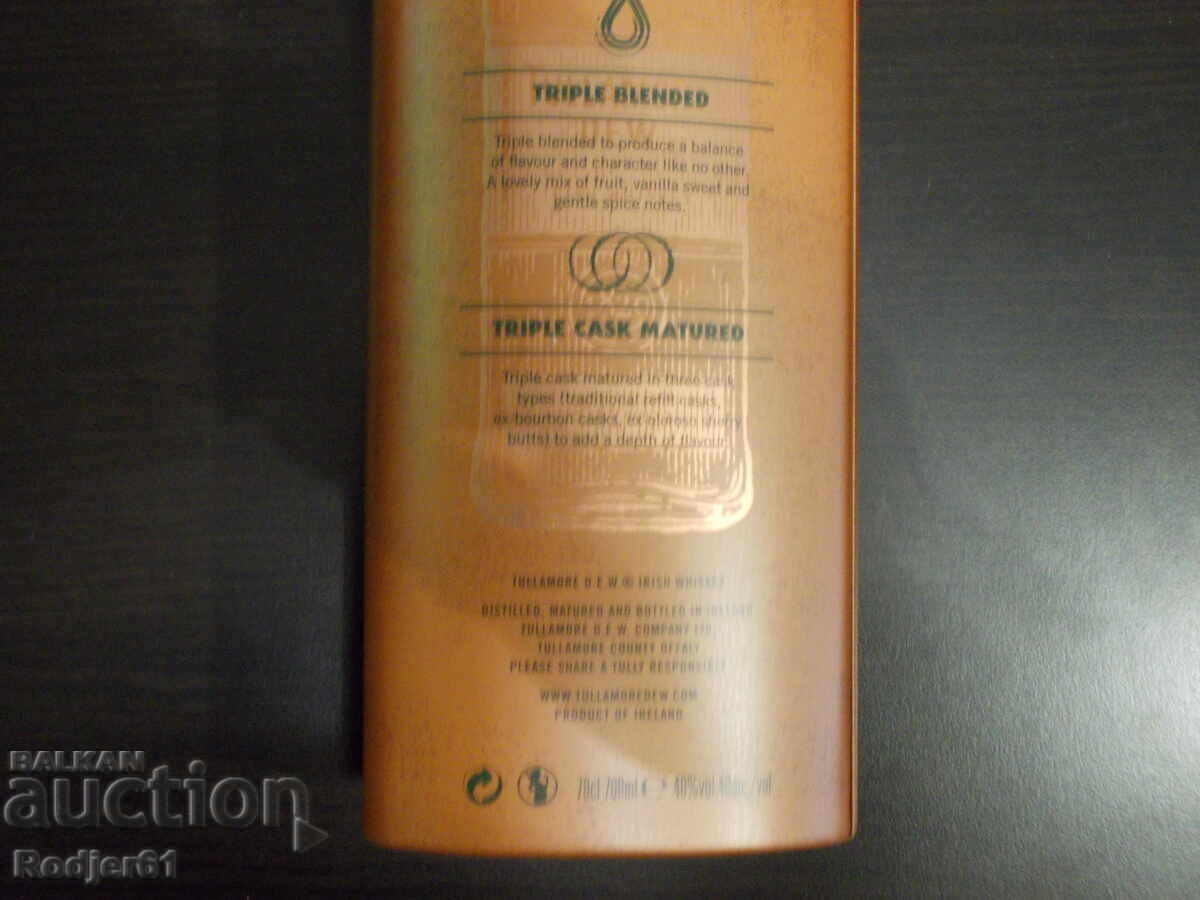 TRIPLE BLENDED
Triple blended to produce a balance
of flavour and character like no other.
A lovely mix of fruit, vanilla sweet and
gentle spice notes.
TRIPLE CASK MATURED
Triple cask matured in three cask
types (traditional refill casks,
ex-bourbon casks, ex-oloroso sherry
butts) to add a depth of flavour.
TULLAMORE D.E.W.® IRISH WHISKEY
DISTILLED, MATURED AND BOTTLED IN IRELAND
TULLAMORE D.E.W. COMPANY LTD.
TULLAMORE COUNTY OFFALY
PLEASE SHARE A TULLY RESPONSIBLY
WWW.TULLAMOREDEW.COM
PRODUCT OF IRELAND
70cl 700ml e 40%vol
BALKAN
auction
Rodjer61